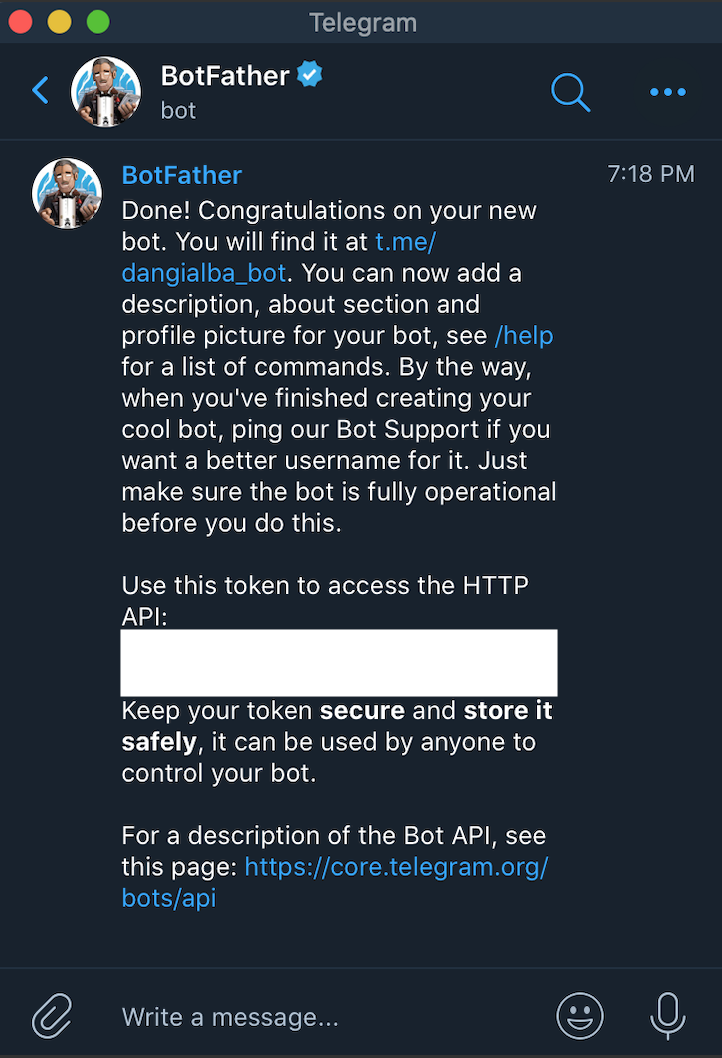 Telegram
BotFather
bot
BotFather
7:18 PM
Done! Congratulations on your new
bot. You will find it at t.me/
dangialba_bot. You can now add a
description, about section and
profile picture for your bot, see /help
for a list of commands. By the way,
when you've finished creating your
cool bot, ping our Bot Support if you
want a better username for it. Just
make sure the bot is fully operational
before you do this.
Use this token to access the HTTP
API:
Keep your token secure and store it
safely, it can be used by anyone to
control your bot.
For a description of the Bot API, see
this page: https://core.telegram.org/
bots/api
Write a message...